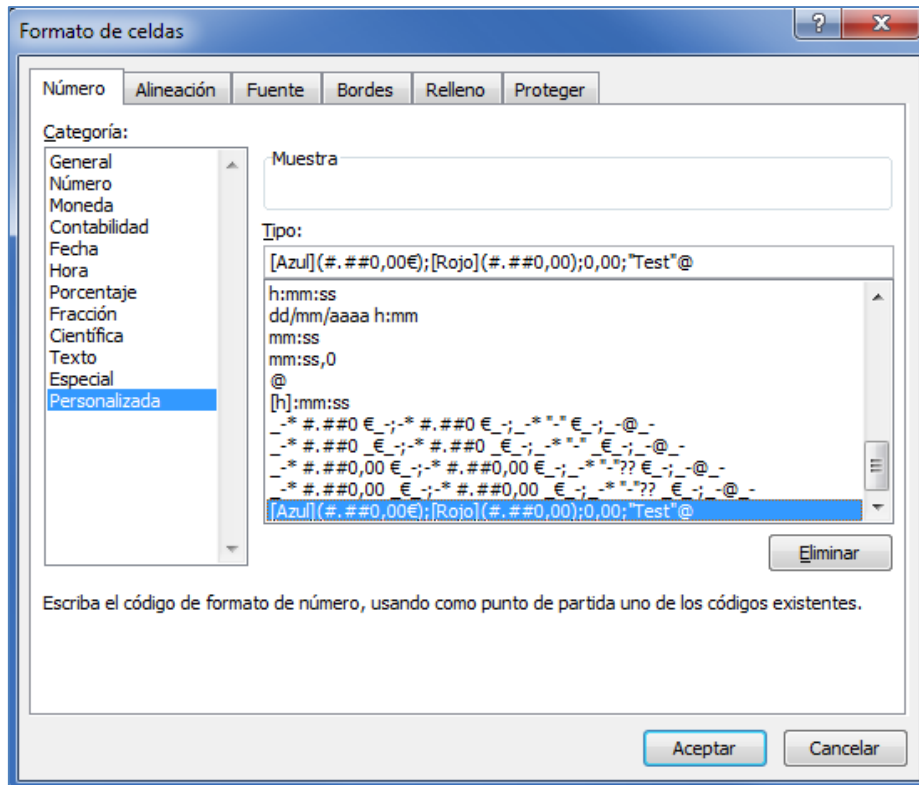 Formato de celdas
Número Alineación Fuente Bordes Relleno Proteger
Categoría:
General
Número
Moneda
Contabilidad
Fecha
Hora
Porcentaje
Fracción
Científica
Texto
Especial
Personalizada
Muestra
Tipo:
[Azul](#.##0,00€);[Rojo](#.##0,00);0,00;"Test"@
h:mm:ss
dd/mm/aaaa h:mm
mm:ss
mm:ss,0
@
[h]:mm:ss
_-* #.##0 €_-;-* #.##0 €_-;_-* "-" €_-;_-@_-
_-* #.##0 _€_-;-* #.##0 _€_-;_-* "-" _€_-;_-@_-
_-* #.##0,00 €_-;-* #.##0,00 €_-;_-* "-"?? €_-;_-@_-
_-* #.##0,00 _€_-;-* #.##0,00 _€_-;_-* "-"?? _€_-;_-@_-
[Azul](#.##0,00€);[Rojo](#.##0,00);0,00;"Test"@
Eliminar
Escriba el código de formato de número, usando como punto de partida uno de los códigos existentes.
Aceptar Cancelar